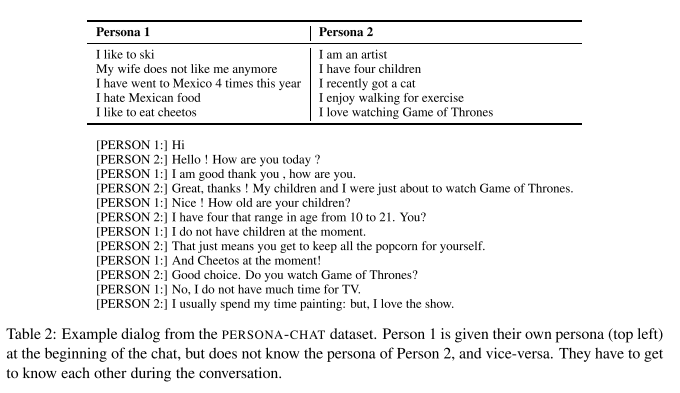 Persona 1 Persona 2
I like to ski I am an artist
My wife does not like me anymore I have four children
I have went to Mexico 4 times this year I recently got a cat
I hate Mexican food I enjoy walking for exercise
I like to eat cheetos I love watching Game of Thrones
[PERSON 1:] Hi
[PERSON 2:] Hello ! How are you today ?
[PERSON 1:] I am good thank you , how are you.
[PERSON 2:] Great, thanks ! My children and I were just about to watch Game of Thrones.
[PERSON 1:] Nice ! How old are your children?
[PERSON 2:] I have four that range in age from 10 to 21. You?
[PERSON 1:] I do not have children at the moment.
[PERSON 2:] That just means you get to keep all the popcorn for yourself.
[PERSON 1:] And Cheetos at the moment!
[PERSON 2:] Good choice. Do you watch Game of Thrones?
[PERSON 1:] No, I do not have much time for TV.
[PERSON 2:] I usually spend my time painting: but, I love the show.
Table 2: Example dialog from the PERSONA-CHAT dataset. Person 1 is given their own persona (top left)
at the beginning of the chat, but does not know the persona of Person 2, and vice-versa. They have to get
to know each other during the conversation.